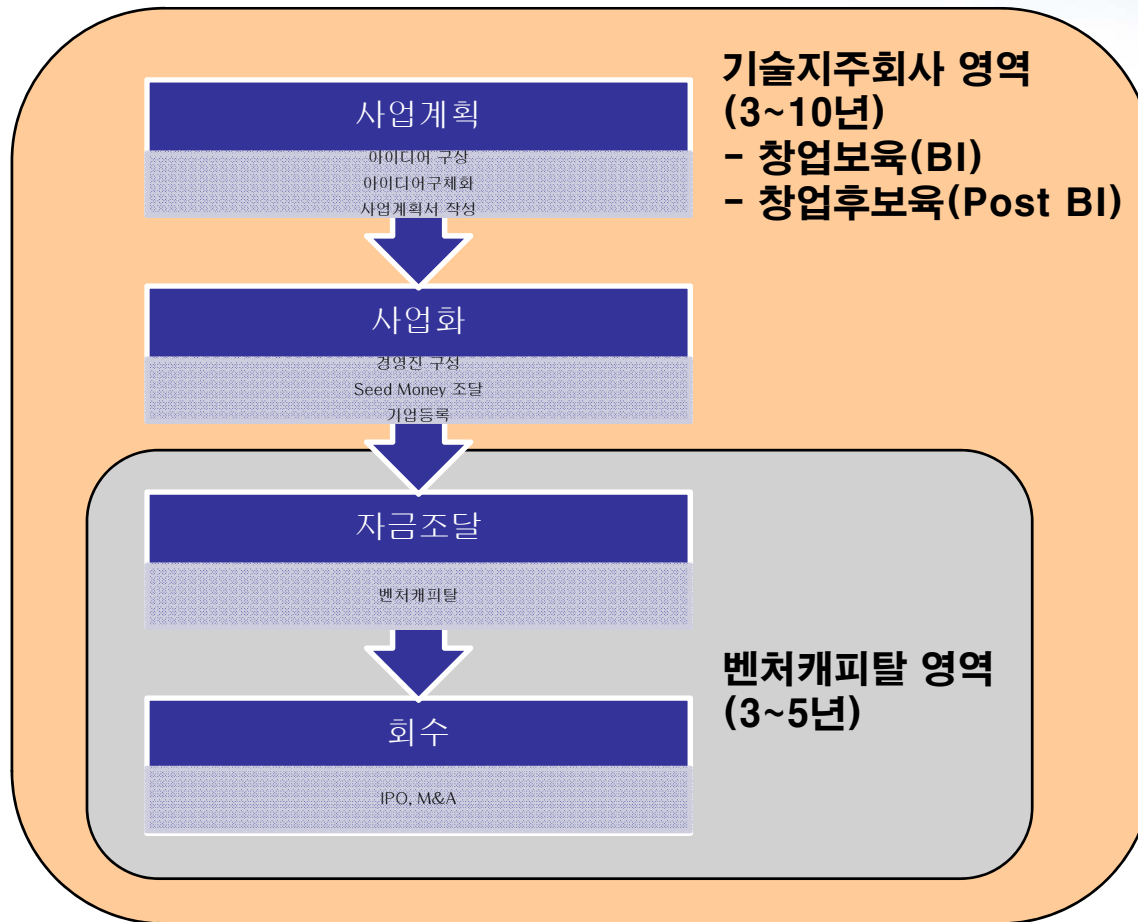 기술지주회사 영역
(3~10년)
- 창업보육(BI)
- 창업후보육(Post BI)
사업계획
아이디어 구상
아이디어구체화
사업계획서 작성
사업화
경영진 구성
Seed Money 조달
기업등록
자금조달
벤처캐피탈
벤처캐피탈 영역
(3~5년)
회수
IPO, M&A